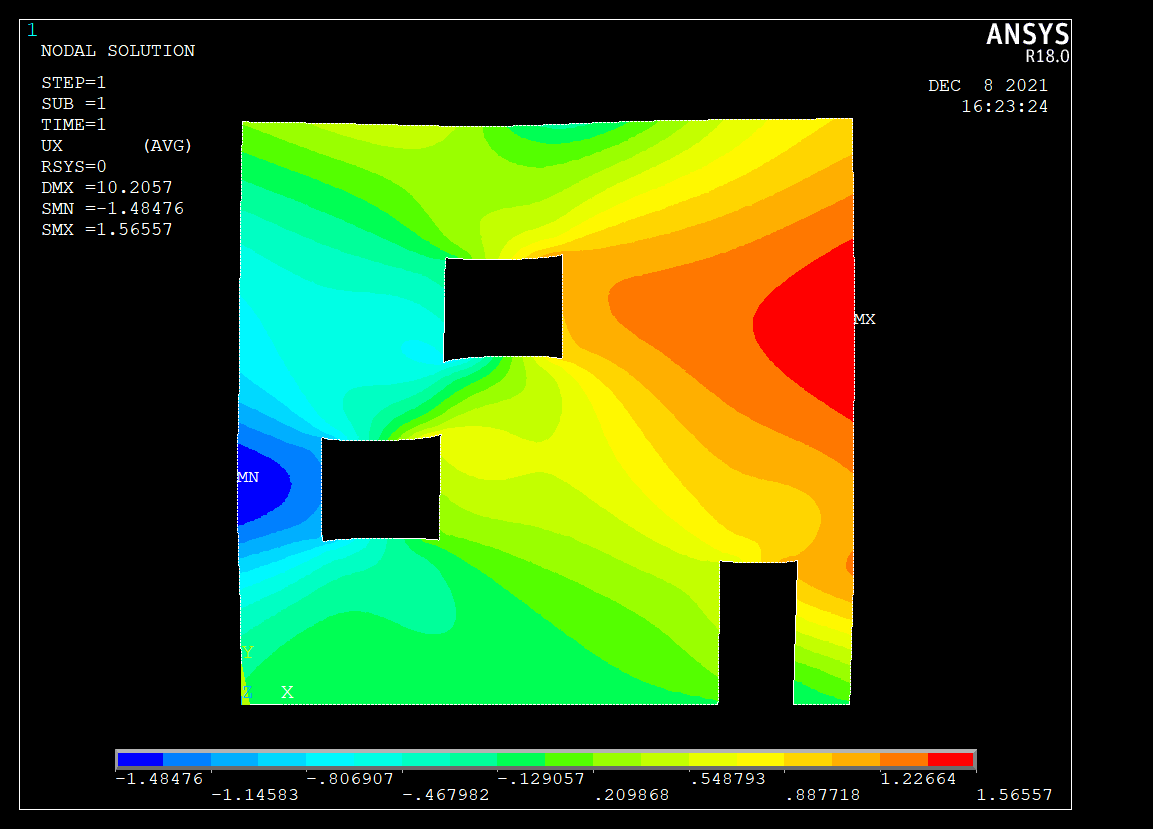 1
ANSYS
R18.0
NODAL SOLUTION
STEP=1
SUB =1
TIME=1
UX (AVG)
RSYS=0
DMX =10.2057
SMN =-1.48476
SMX =1.56557
DEC 8 2021
16:23:24
MX
MN
Y
Z X
-1.48476 -.806907 -.129057 .548793 1.22664
-1.14583 -.467982 .209868 .887718 1.56557